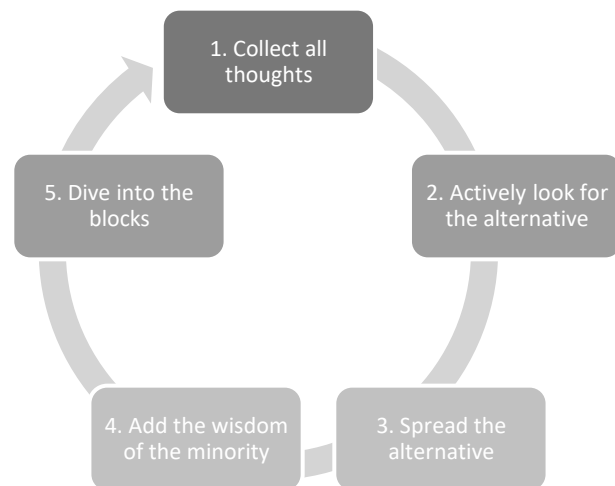 1. Collect all
thoughts
2. Actively look for
the alternative
3. Spread the
alternative
4. Add the wisdom
of the minority
5. Dive into the
blocks